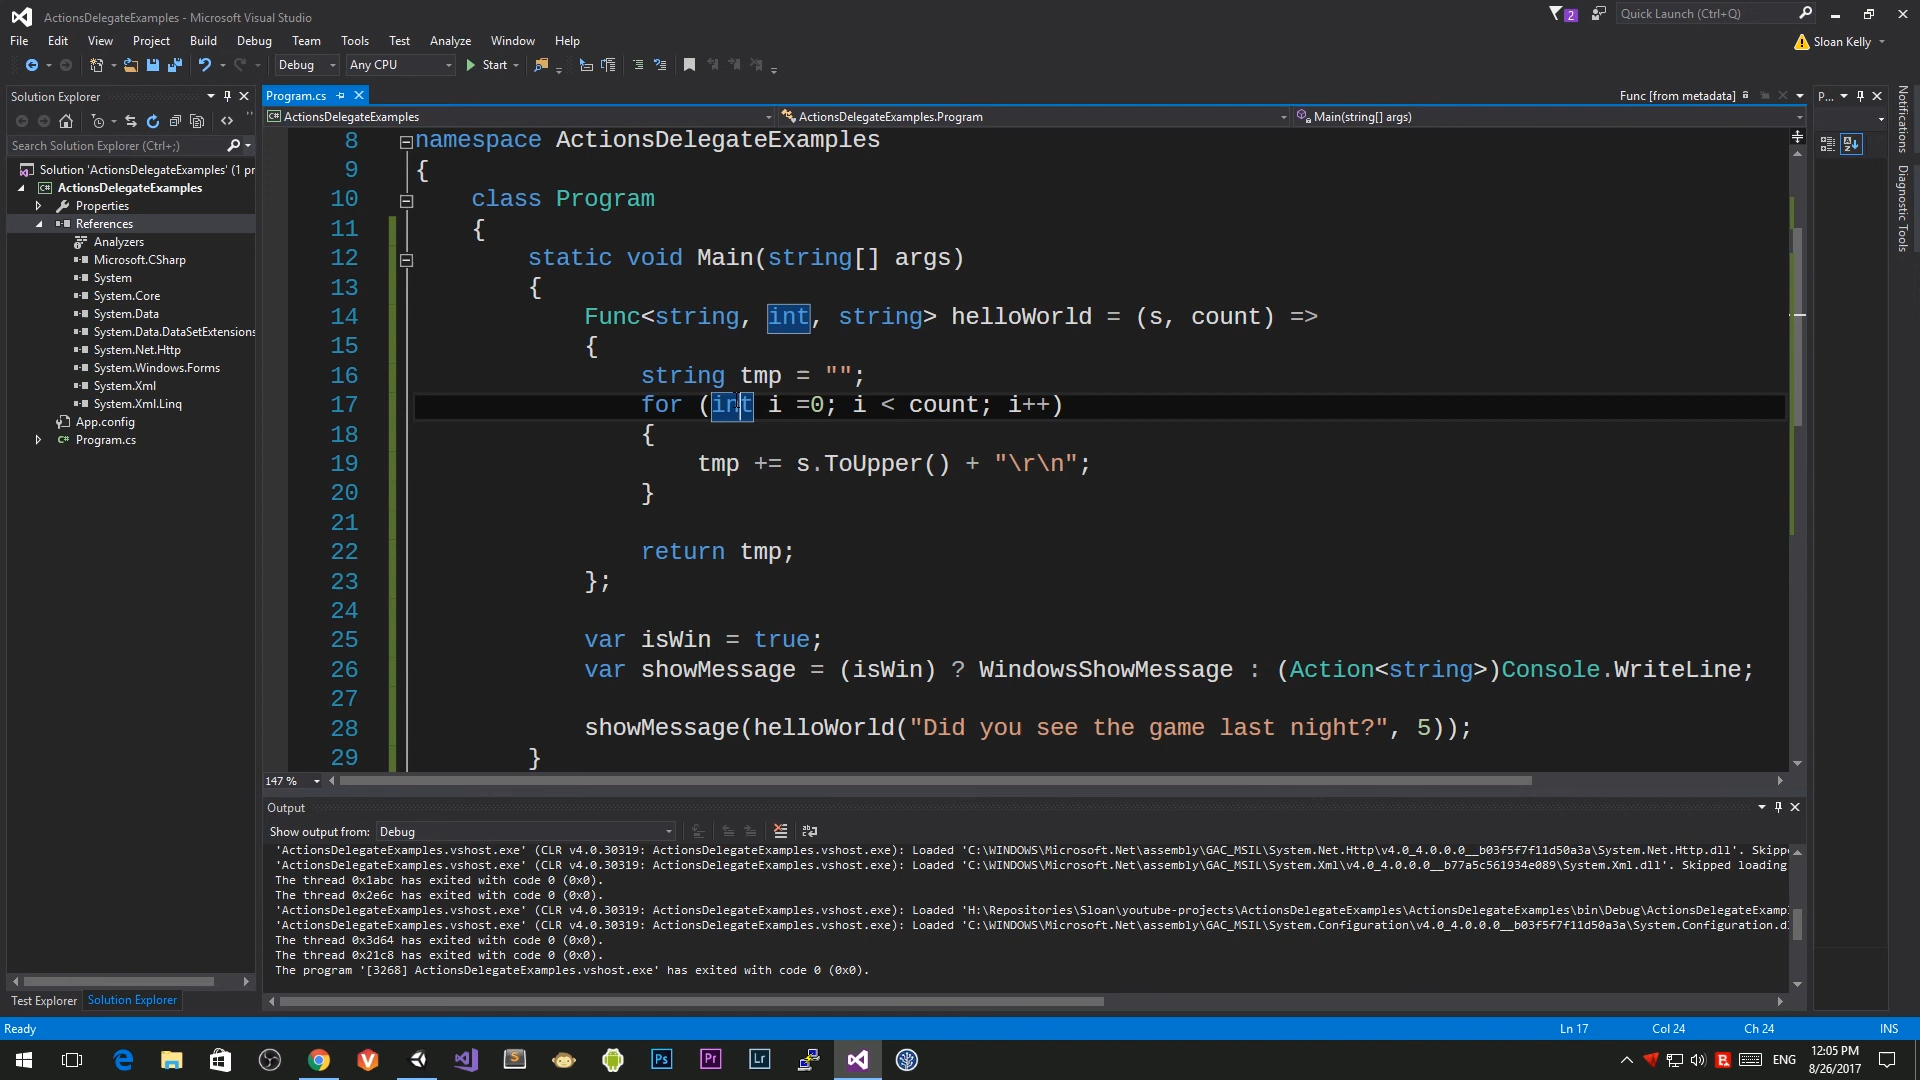 ActionsDelegateExamples - Microsoft Visual Studio
2
Quick Launch (Ctrl+Q)
File Edit View Project Build Debug Team Tools Test Analyze Window Help
Sloan Kelly
Debug Any CPU Start
Solution Explorer
Search Solution Explorer (Ctrl+;)
Solution 'ActionsDelegateExamples' (1 pr
ActionsDelegateExamples
Properties
References
Analyzers
Microsoft.CSharp
System
System.Core
System.Data
System.Data.DataSetExtensions
System.Net.Http
System.Windows.Forms
System.Xml
System.Xml.Linq
App.config
Program.cs
Test Explorer Solution Explorer
Program.cs
Func [from metadata]
P...
ActionsDelegateExamples ActionsDelegateExamples.Program Main(string[] args)
8 namespace ActionsDelegateExamples
9 {
10 class Program
11 {
12 static void Main(string[] args)
13 {
14 Func<string, int, string> helloWorld = (s, count) =>
15 {
16 string tmp = "";
17 for (int i =0; i < count; i++)
18 {
19 tmp += s.ToUpper() + "\r\n";
20 }
21
22 return tmp;
23 };
24
25 var isWin = true;
26 var showMessage = (isWin) ? WindowsShowMessage : (Action<string>)Console.WriteLine;
27
28 showMessage(helloWorld("Did you see the game last night?", 5));
29 }
147 %
Notifications
Diagnostic Tools
Output
Show output from: Debug
'ActionsDelegateExamples.vshost.exe' (CLR v4.0.30319: ActionsDelegateExamples.vshost.exe): Loaded 'C:\WINDOWS\Microsoft.Net\assembly\GAC_MSIL\System.Net.Http\v4.0_4.0.0.0__b03f5f7f11d50a3a\System.Net.Http.dll'. Skippe
'ActionsDelegateExamples.vshost.exe' (CLR v4.0.30319: ActionsDelegateExamples.vshost.exe): Loaded 'C:\WINDOWS\Microsoft.Net\assembly\GAC_MSIL\System.Xml\v4.0_4.0.0.0__b77a5c561934e089\System.Xml.dll'. Skipped loading
The thread 0x1abc has exited with code 0 (0x0).
The thread 0x2e6c has exited with code 0 (0x0).
'ActionsDelegateExamples.vshost.exe' (CLR v4.0.30319: ActionsDelegateExamples.vshost.exe): Loaded 'H:\Repositories\Sloan\youtube-projects\ActionsDelegateExamples\ActionsDelegateExamples\bin\Debug\ActionsDelegateExampl
'ActionsDelegateExamples.vshost.exe' (CLR v4.0.30319: ActionsDelegateExamples.vshost.exe): Loaded 'C:\WINDOWS\Microsoft.Net\assembly\GAC_MSIL\System.Configuration\v4.0_4.0.0.0__b03f5f7f11d50a3a\System.Configuration.d
The thread 0x3d64 has exited with code 0 (0x0).
The thread 0x21c8 has exited with code 0 (0x0).
The program '[3268] ActionsDelegateExamples.vshost.exe' has exited with code 0 (0x0).
Ready Ln 17 Col 24 Ch 24 INS
Ps Pr Lr
ENG
12:05 PM
8/26/2017